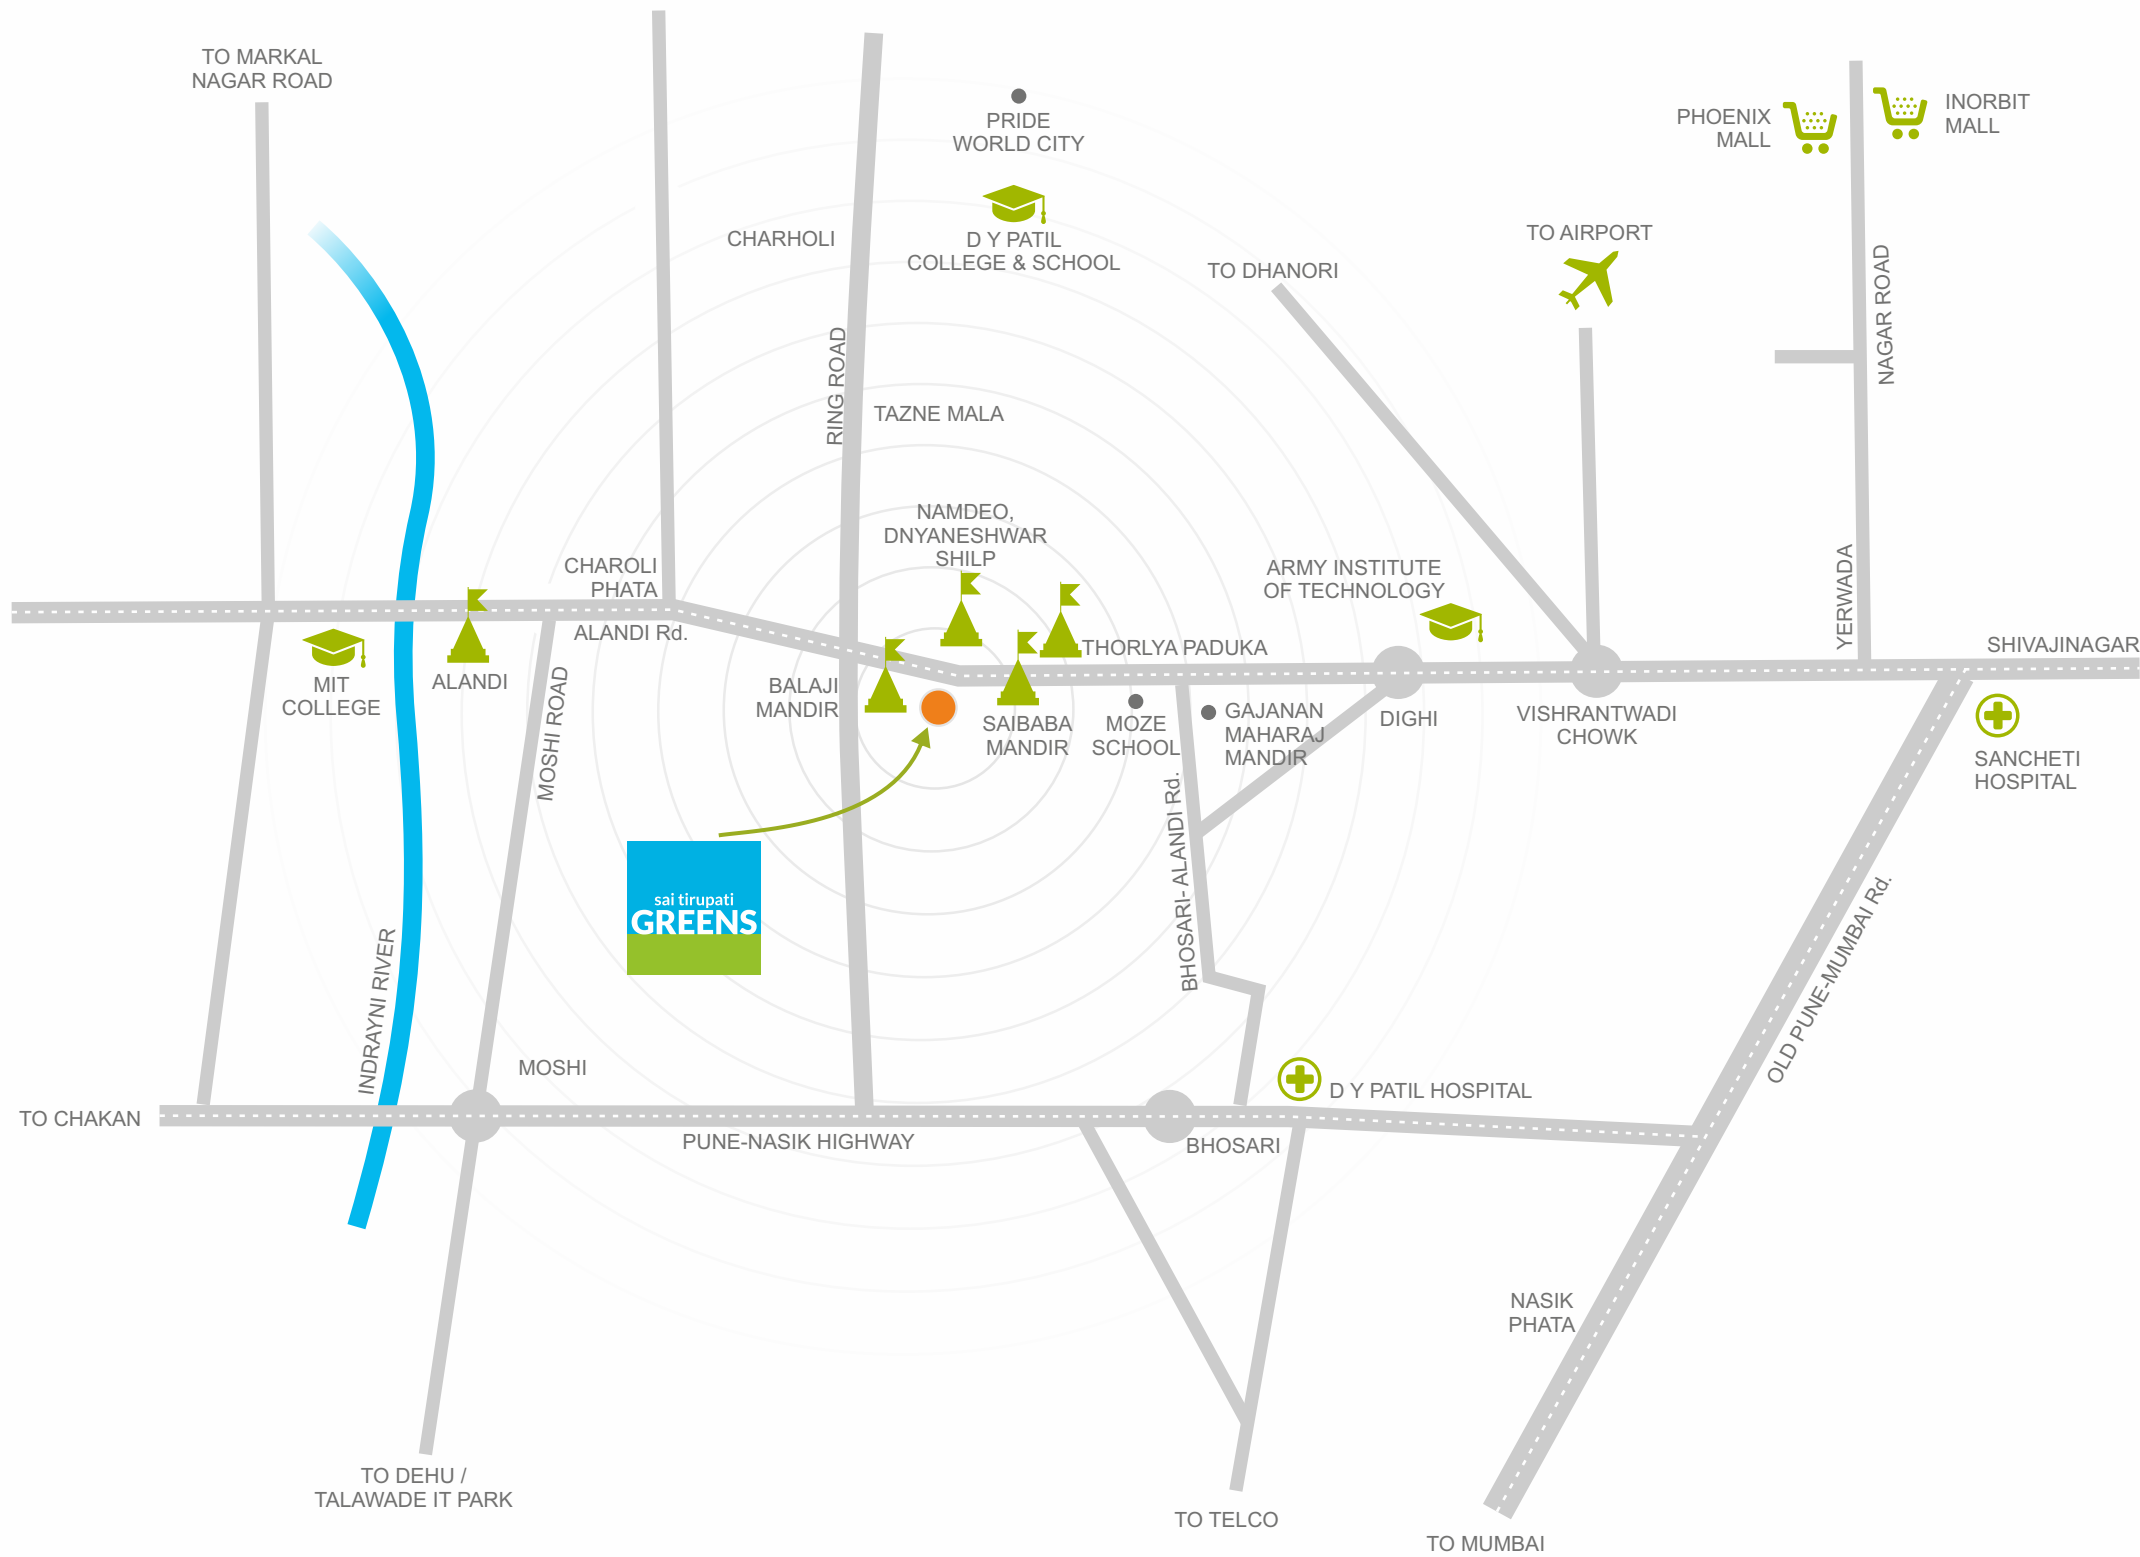 TO MARKAL
NAGAR ROAD
PRIDE
WORLD CITY
PHOENIX
MALL
INORBIT
MALL
CHARHOLI
D Y PATIL
COLLEGE & SCHOOL
TO DHANORI
TO AIRPORT
NAGAR ROAD
RING ROAD
TAZNE MALA
NAMDEO,
DNYANESHWAR
SHILP
CHAROLI
PHATA
ARMY INSTITUTE
OF TECHNOLOGY
YERWADA
ALANDI Rd.
THORLYA PADUKA
SHIVAJINAGAR
MIT
COLLEGE
ALANDI
MOSHI ROAD
BALAJI
MANDIR
SAIBABA
MANDIR
MOZE
SCHOOL
GAJANAN
MAHARAJ
MANDIR
DIGHI
VISHRANTWADI
CHOWK
SANCHETI
HOSPITAL
BHOSARI- ALANDI Rd.
sai tirupati
GREENS
OLD PUNE-MUMBAI Rd.
INDRAYNI RIVER
MOSHI
D Y PATIL HOSPITAL
TO CHAKAN
PUNE-NASIK HIGHWAY
BHOSARI
NASIK
PHATA
TO DEHU /
TALAWADE IT PARK
TO TELCO
TO MUMBAI